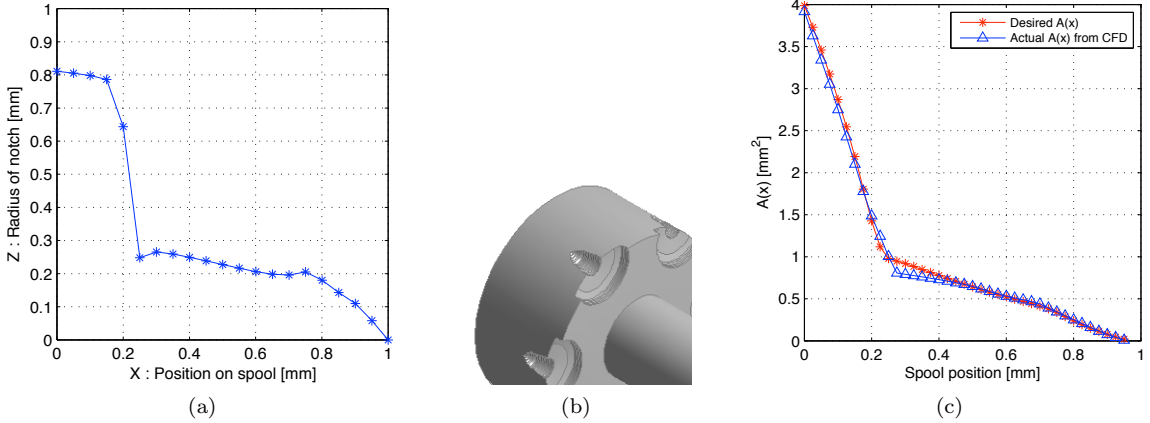 1
0.9
0.8
0.7
0.6
0.5
0.4
0.3
0.2
0.1
0
Z : Radius of notch [mm]
0 0.2 0.4 0.6 0.8 1
X : Position on spool [mm]
(a)
(b)
4
3.5
3
2.5
2
1.5
1
0.5
0
A(x) [mm²]
Desired A(x)
Actual A(x) from CFD
0 0.2 0.4 0.6 0.8 1
Spool position [mm]
(c)